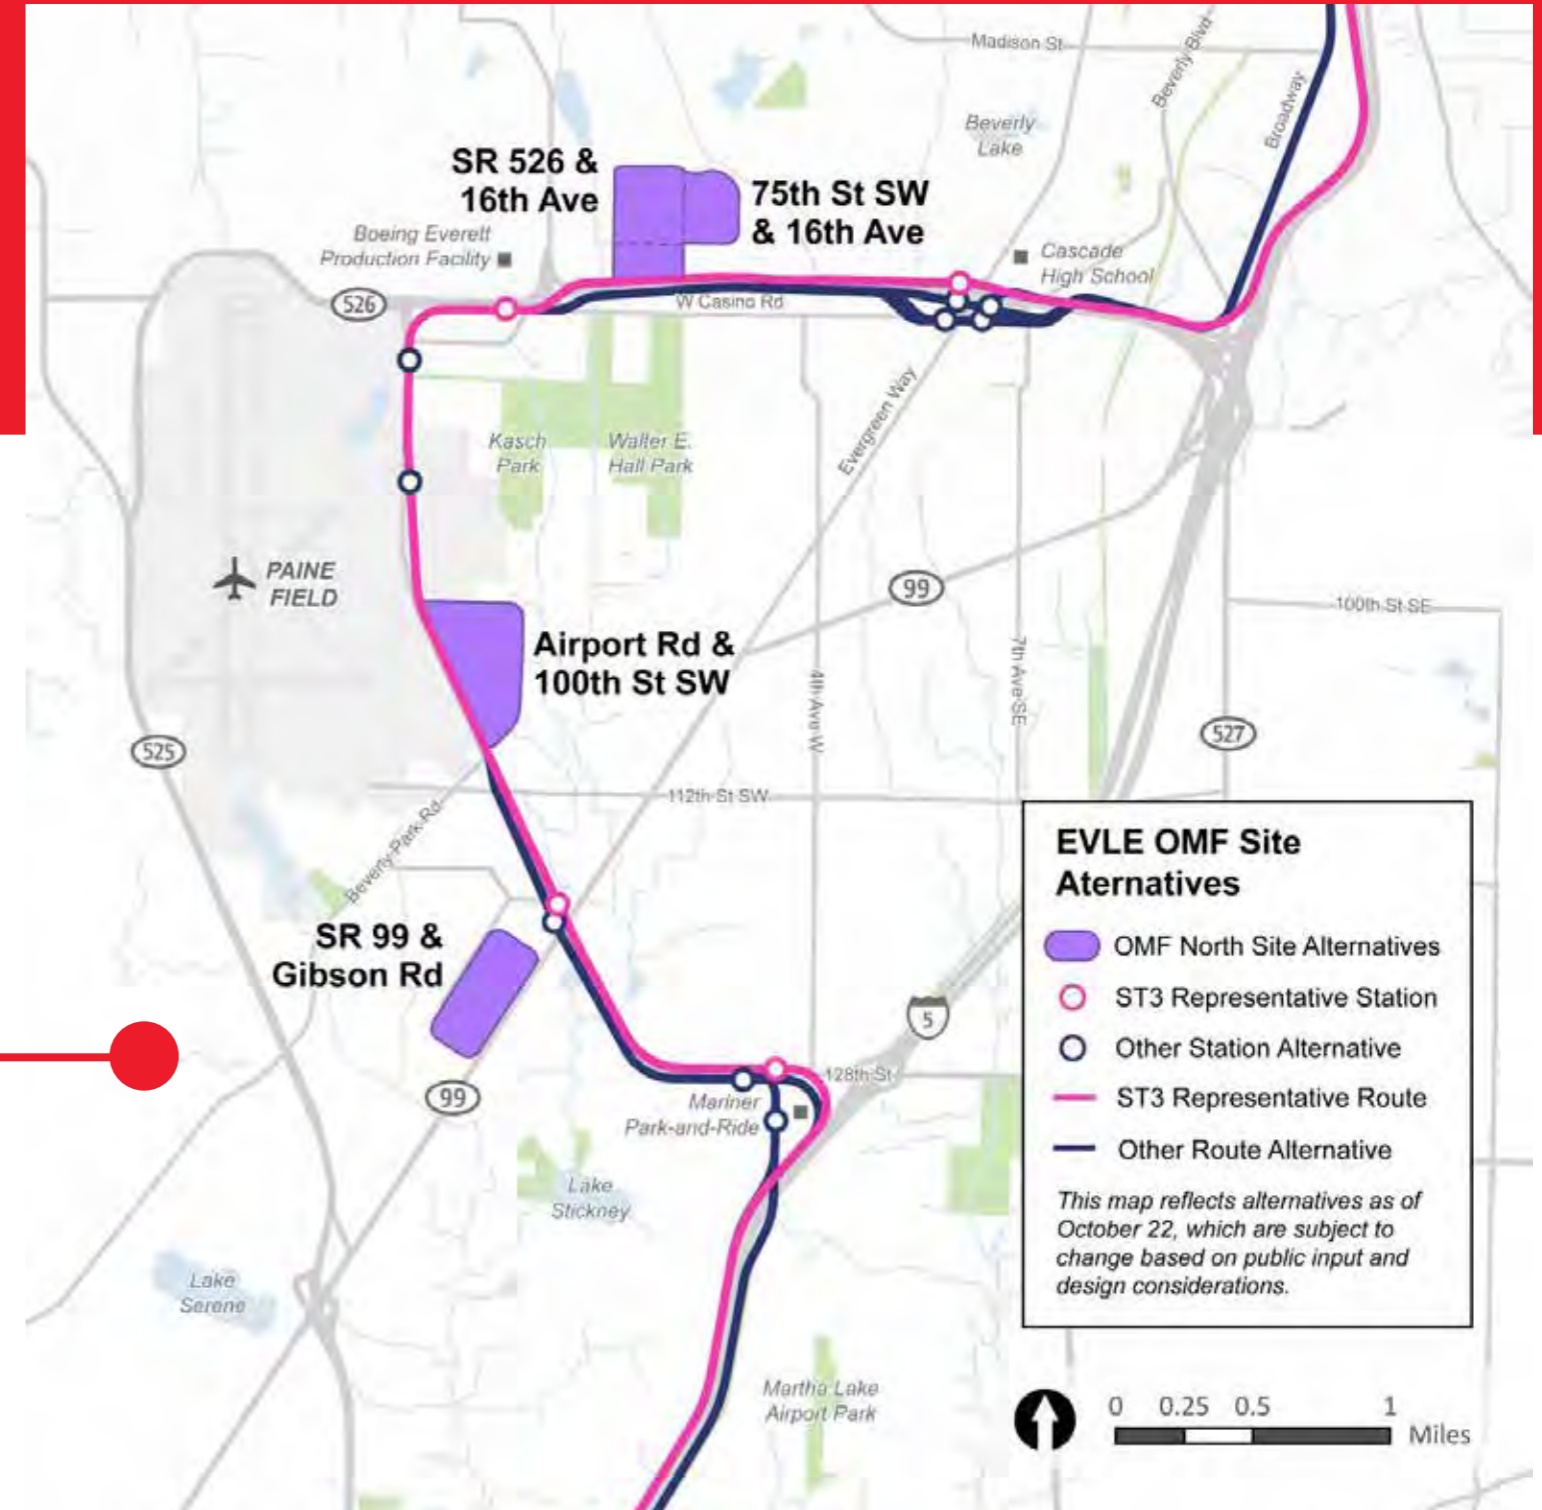 Madison St
Beverly Blvd
Broadway
Beverly
Lake
SR 526 &
16th Ave
75th St SW
& 16th Ave
Boeing Everett
Production Facility
Cascade
High School
526
W Casino Rd
Evergreen Way
Kasch
Park
Walter E.
Hall Park
PAINE
FIELD
99
100th St SE
Airport Rd &
100th St SW
4th Ave W
7th Ave SE
525
527
112th St SW
Beverly Park Rd
SR 99 &
Gibson Rd
5
99
128th St
Mariner
Park-and-Ride
Lake
Stickney
Lake
Serene
Martha Lake
Airport Park
EVLE OMF Site
Aternatives
OMF North Site Alternatives
ST3 Representative Station
Other Station Alternative
ST3 Representative Route
Other Route Alternative
This map reflects alternatives as of
October 22, which are subject to
change based on public input and
design considerations.
0 0.25 0.5 1
Miles